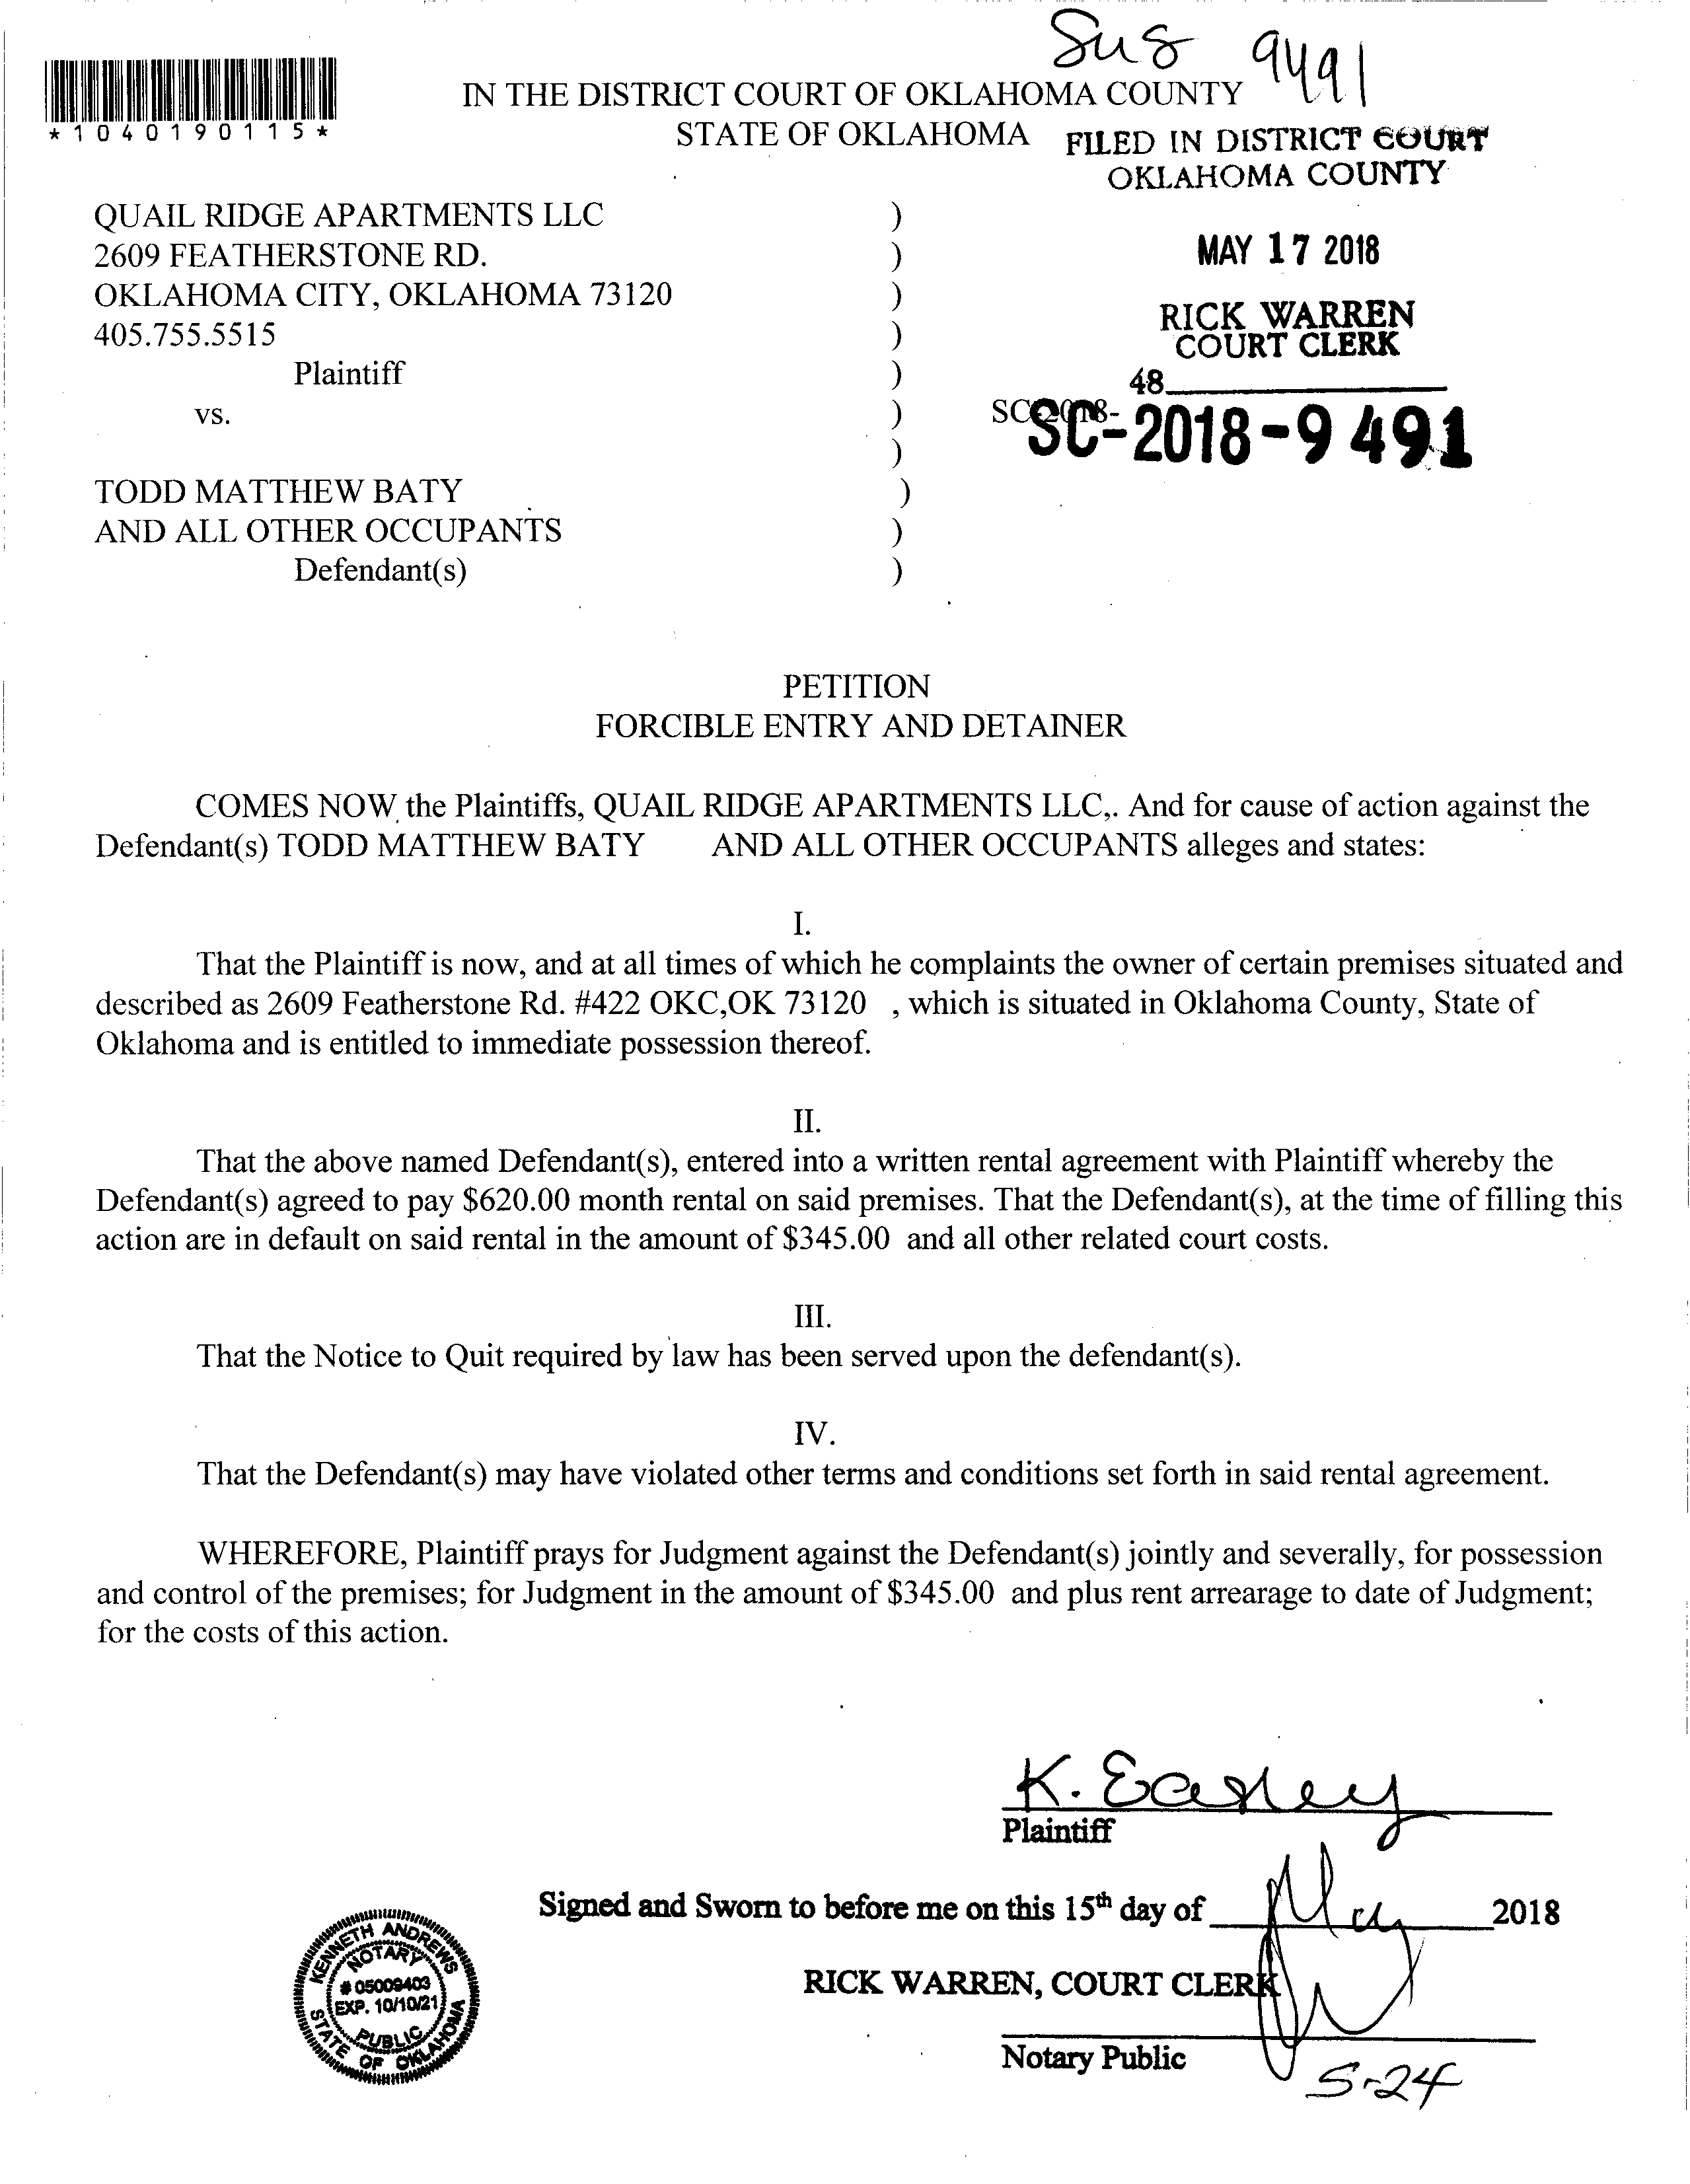 Sus 9491
*1040190115*
IN THE DISTRICT COURT OF OKLAHOMA COUNTY
STATE OF OKLAHOMA
FILED IN DISTRICT COURT
OKLAHOMA COUNTY
MAY 17 2018
RICK WARREN
COURT CLERK
48
SC-2018-
SC-2018-9491
QUAIL RIDGE APARTMENTS LLC )
2609 FEATHERSTONE RD. )
OKLAHOMA CITY, OKLAHOMA 73120 )
405.755.5515 )
Plaintiff )
vs. )
)
TODD MATTHEW BATY )
AND ALL OTHER OCCUPANTS )
Defendant(s) )
PETITION
FORCIBLE ENTRY AND DETAINER
COMES NOW the Plaintiffs, QUAIL RIDGE APARTMENTS LLC,. And for cause of action against the
Defendant(s) TODD MATTHEW BATY AND ALL OTHER OCCUPANTS alleges and states:
I.
That the Plaintiff is now, and at all times of which he complaints the owner of certain premises situated and
described as 2609 Featherstone Rd. #422 OKC,OK 73120 , which is situated in Oklahoma County, State of
Oklahoma and is entitled to immediate possession thereof.
II.
That the above named Defendant(s), entered into a written rental agreement with Plaintiff whereby the
Defendant(s) agreed to pay $620.00 month rental on said premises. That the Defendant(s), at the time of filling this
action are in default on said rental in the amount of $345.00 and all other related court costs.
III.
That the Notice to Quit required by law has been served upon the defendant(s).
IV.
That the Defendant(s) may have violated other terms and conditions set forth in said rental agreement.
WHEREFORE, Plaintiff prays for Judgment against the Defendant(s) jointly and severally, for possession
and control of the premises; for Judgment in the amount of $345.00 and plus rent arrearage to date of Judgment;
for the costs of this action.
K. Easley
Plaintiff
Signed and Sworn to before me on this 15th day of May 2018
RICK WARREN, COURT CLERK
Notary Public
5-24
KENNETH ANDREWS
NOTARY
# 05009403
EXP. 10/10/21
PUBLIC
STATE OF OKLAHOMA